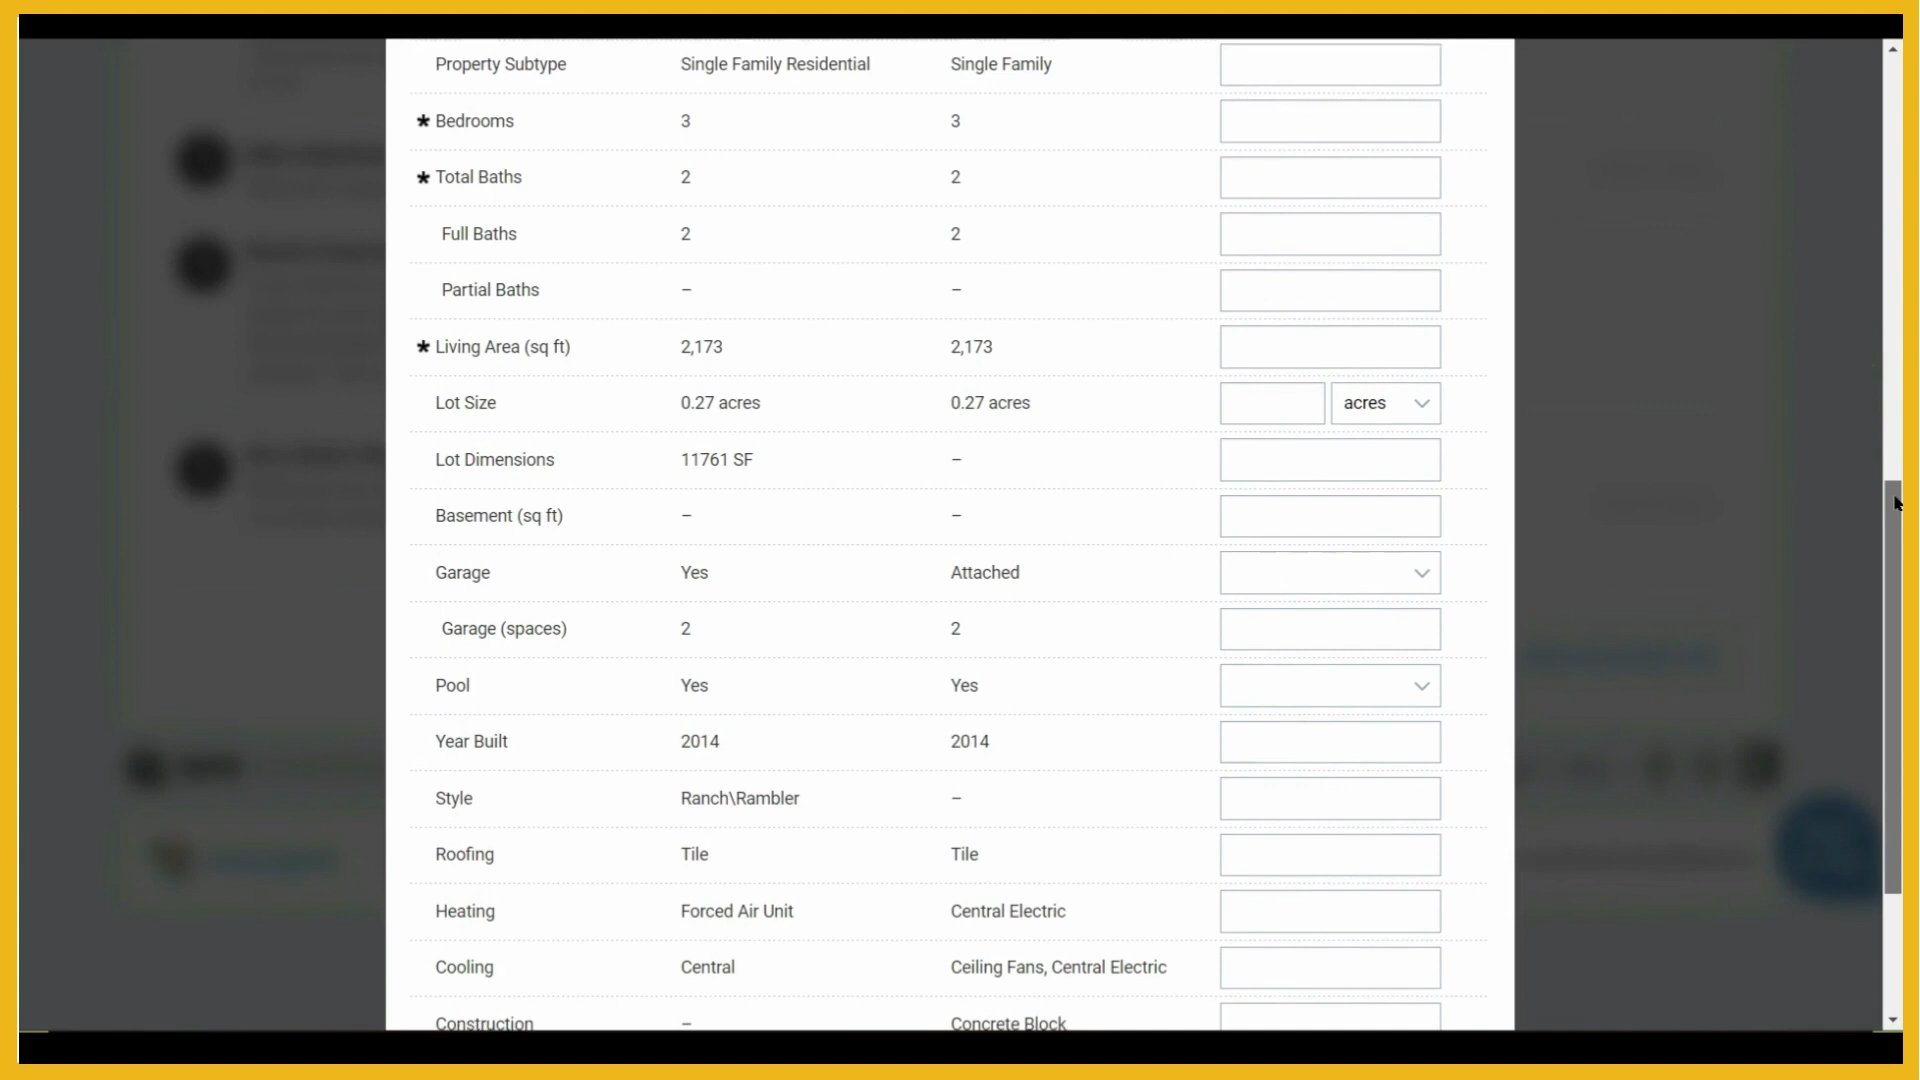 Property Subtype Single Family Residential Single Family
* Bedrooms 3 3
* Total Baths 2 2
Full Baths 2 2
Partial Baths – –
* Living Area (sq ft) 2,173 2,173
Lot Size 0.27 acres 0.27 acres acres
Lot Dimensions 11761 SF –
Basement (sq ft) – –
Garage Yes Attached
Garage (spaces) 2 2
Pool Yes Yes
Year Built 2014 2014
Style Ranch\Rambler –
Roofing Tile Tile
Heating Forced Air Unit Central Electric
Cooling Central Ceiling Fans, Central Electric
Construction – Concrete Block